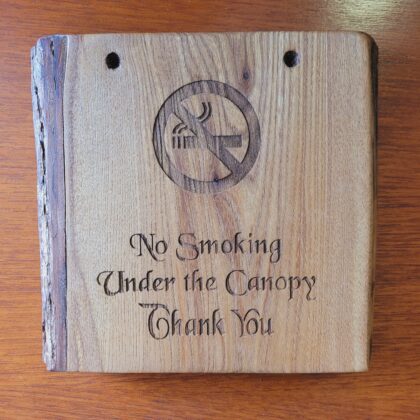 No Smoking
Under the Canopy
Thank You